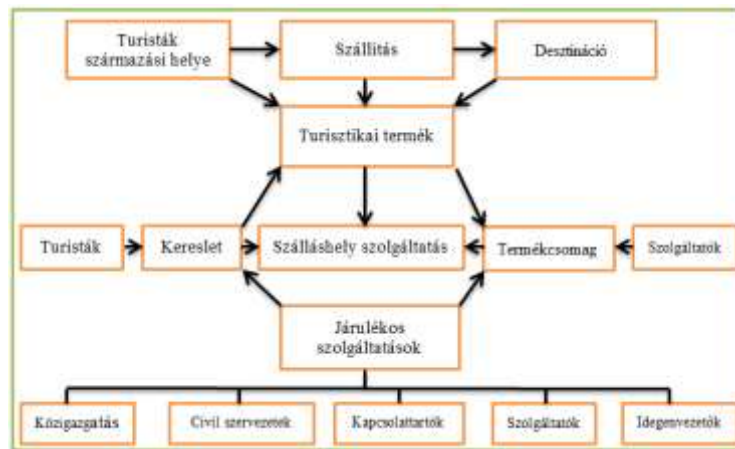 Turisták
származási helye
Szállítás
Desztináció
Turisztikai termék
Turisták
Kereslet
Szálláshely szolgáltatás
Termékcsomag
Szolgáltatók
Járulékos
szolgáltatások
Közigazgatás
Civil szervezetek
Kapcsolattartók
Szolgáltatók
Idegenvezetők